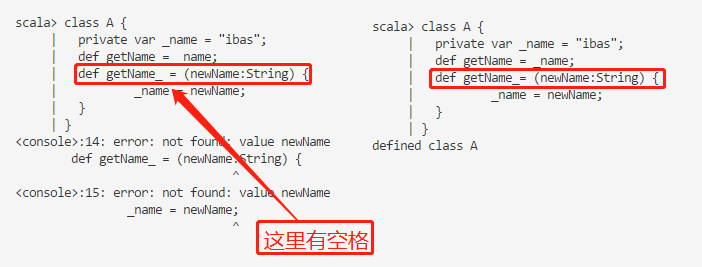 scala> class A {
| private var _name = "ibas";
| def getName = _name;
| def getName_ = (newName:String) {
| _name = newName;
| }
| }
<console>:14: error: not found: value newName
def getName_ = (newName:String) {
^
<console>:15: error: not found: value newName
_name = newName;
^
这里有空格
scala> class A {
| private var _name = "ibas";
| def getName = _name;
| def getName_= (newName:String) {
| _name = newName;
| }
| }
defined class A